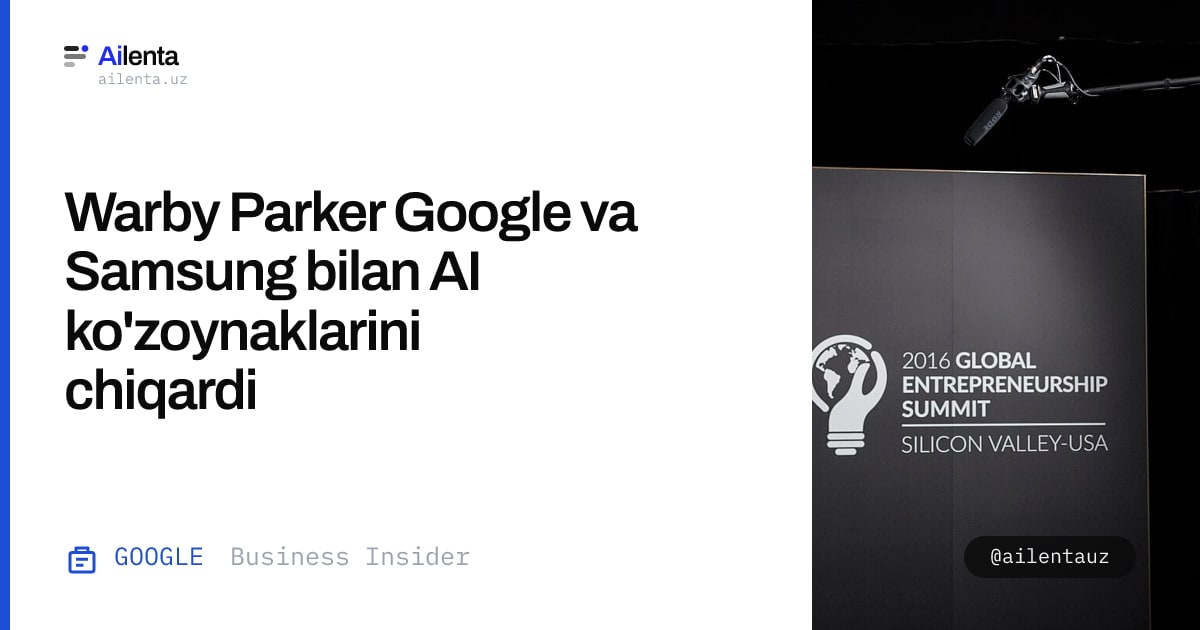 Ailenta
ailenta.uz
Warby Parker Google va
Samsung bilan AI
ko'zoynaklarini
chiqardi
GOOGLE Business Insider
RØDE
2016 GLOBAL
ENTREPRENEURSHIP
SUMMIT
SILICON VALLEY-USA
@ailentauz